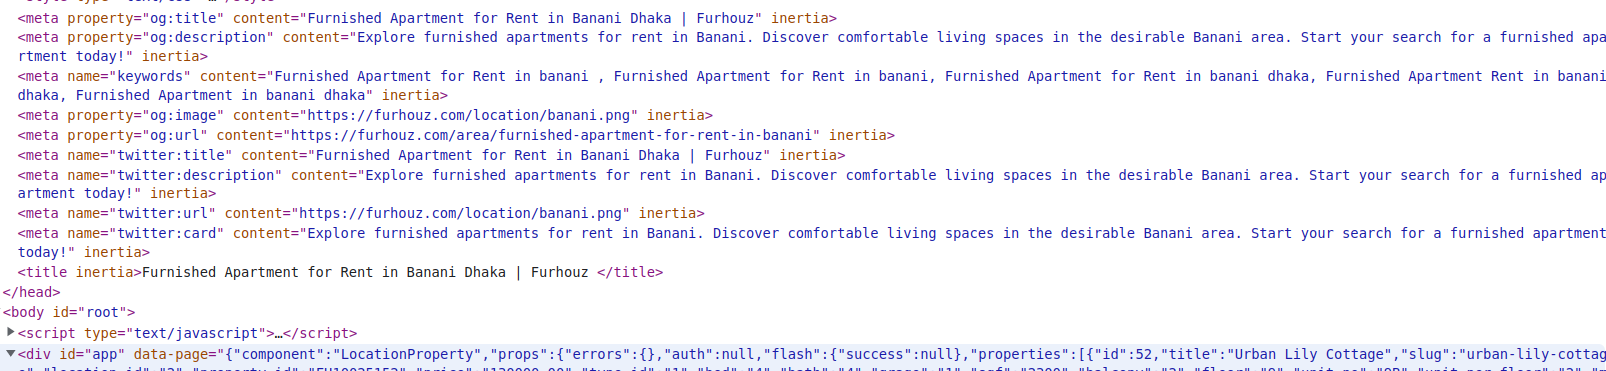 <meta property="og:title" content="Furnished Apartment for Rent in Banani Dhaka | Furhouz" inertia>
<meta property="og:description" content="Explore furnished apartments for rent in Banani. Discover comfortable living spaces in the desirable Banani area. Start your search for a furnished apa
rtment today!" inertia>
<meta name="keywords" content="Furnished Apartment for Rent in banani , Furnished Apartment for Rent in banani, Furnished Apartment for Rent in banani dhaka, Furnished Apartment Rent in banani
dhaka, Furnished Apartment in banani dhaka" inertia>
<meta property="og:image" content="https://furhouz.com/location/banani.png" inertia>
<meta property="og:url" content="https://furhouz.com/area/furnished-apartment-for-rent-in-banani" inertia>
<meta name="twitter:title" content="Furnished Apartment for Rent in Banani Dhaka | Furhouz" inertia>
<meta name="twitter:description" content="Explore furnished apartments for rent in Banani. Discover comfortable living spaces in the desirable Banani area. Start your search for a furnished ap
artment today!" inertia>
<meta name="twitter:url" content="https://furhouz.com/location/banani.png" inertia>
<meta name="twitter:card" content="Explore furnished apartments for rent in Banani. Discover comfortable living spaces in the desirable Banani area. Start your search for a furnished apartment
today!" inertia>
<title inertia>Furnished Apartment for Rent in Banani Dhaka | Furhouz </title>
</head>
<body id="root">
<script type="text/javascript">…</script>
<div id="app" data-page="{"component":"LocationProperty","props":{"errors":{},"auth":null,"flash":{"success":null},"properties":[{"id":52,"title":"Urban Lily Cottage","slug":"urban-lily-cottag